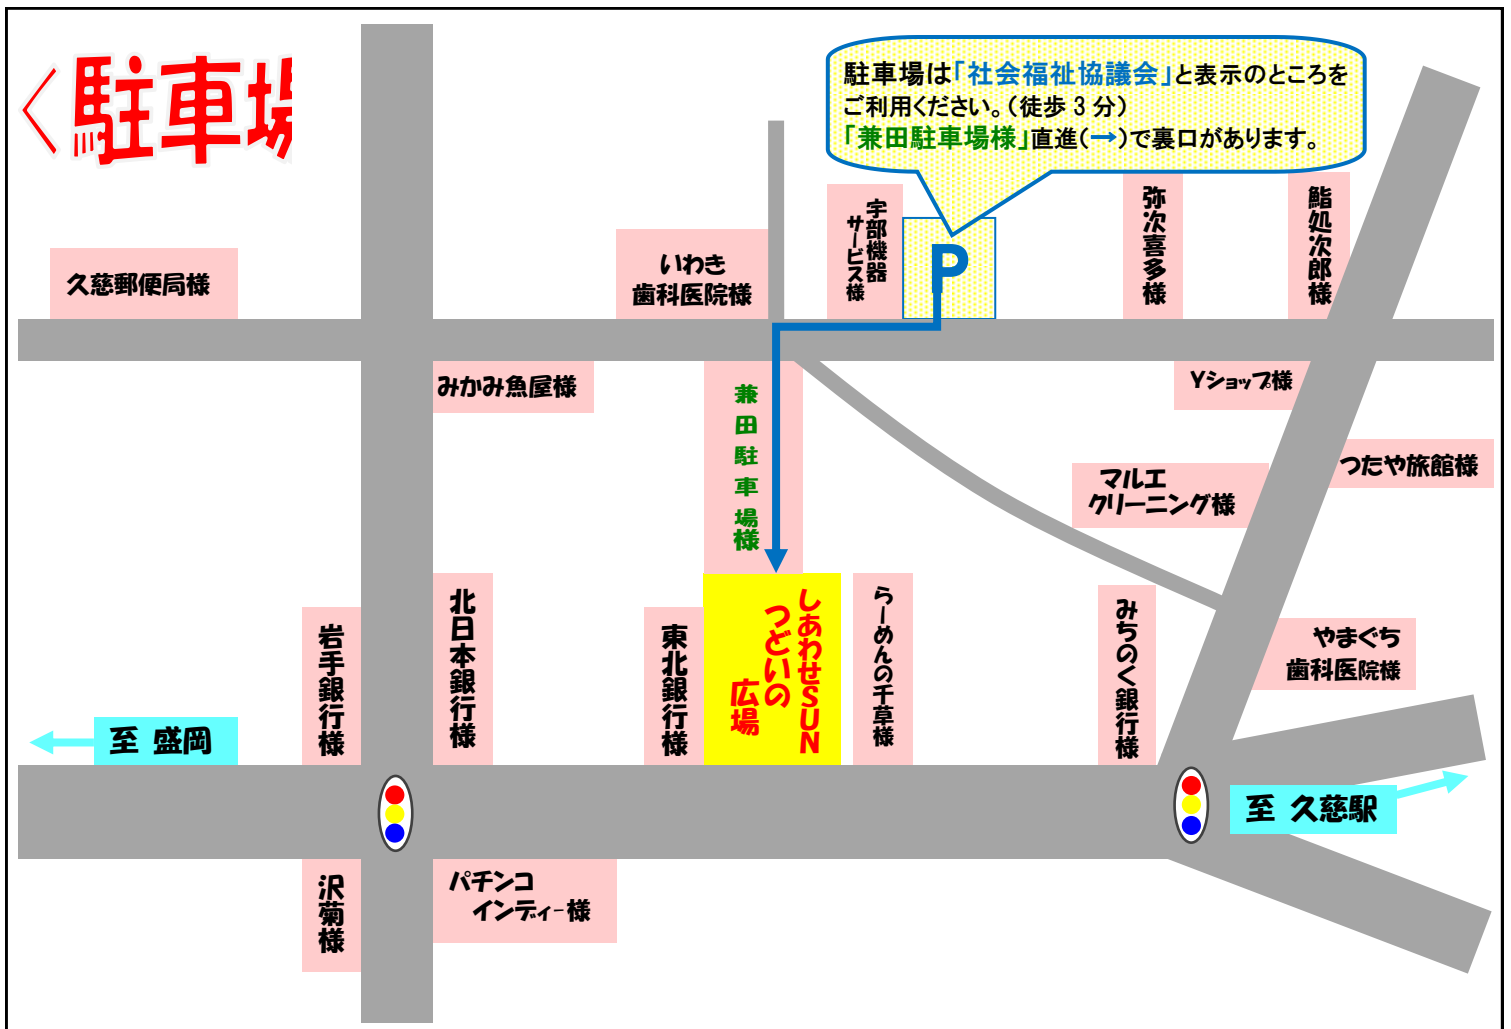 〈駐車場
駐車場は「社会福祉協議会」と表示のところを
ご利用ください。（徒歩３分）
「兼田駐車場様」直進（→）で裏口があります。
久慈郵便局様
いわき
歯科医院様
宇部機器
サービス様
P
弥次喜多様
鮨処次郎様
みかみ魚屋様
兼田駐車場様
Yショップ様
つたや旅館様
マルエ
クリーニング様
岩手銀行様
北日本銀行様
東北銀行様
しあわせSUN
つどいの
広場
らーめんの千草様
みちのく銀行様
やまぐち
歯科医院様
至 盛岡
至 久慈駅
沢菊様
パチンコ
インディー様